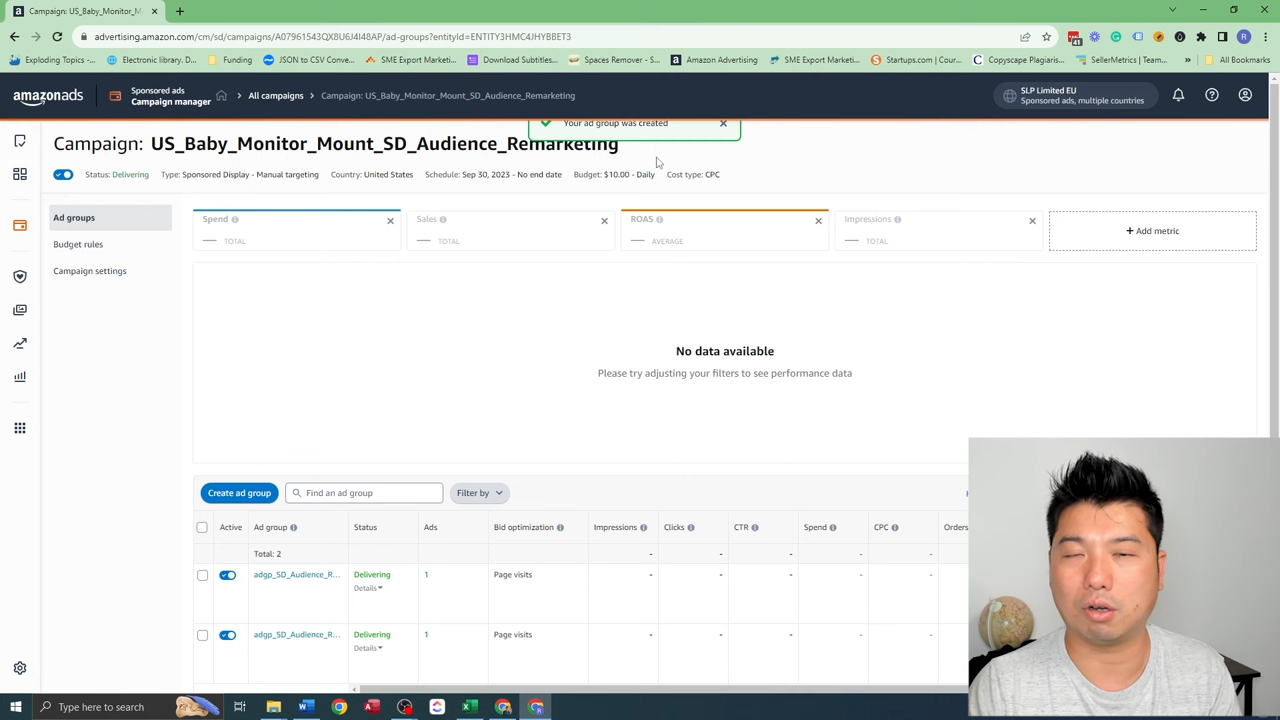 Campaign: US_Baby_Monitor_M
advertising.amazon.com/cm/sd/campaigns/A07961543QX8U6J4I48AP/ad-groups?entityId=ENTITY3HMC4JHYBBET3
41
R
Exploding Topics -...
Electronic library. D...
Funding
JSON to CSV Conve...
SME Export Marketi...
Download Subtitles...
Spaces Remover - S...
Amazon Advertising
SME Export Marketi...
Startups.com | Cour...
Copyscape Plagiaris...
SellerMetrics | Team...
All Bookmarks
amazonads
Sponsored ads
Campaign manager
All campaigns
Campaign: US_Baby_Monitor_Mount_SD_Audience_Remarketing
SLP Limited EU
Sponsored ads, multiple countries
Your ad group was created
Campaign: US_Baby_Monitor_Mount_SD_Audience_Remarketing
Status: Delivering
Type: Sponsored Display - Manual targeting
Country: United States
Schedule: Sep 30, 2023 - No end date
Budget: $10.00 - Daily
Cost type: CPC
Ad groups
Budget rules
Campaign settings
Spend
TOTAL
Sales
TOTAL
ROAS
AVERAGE
Impressions
TOTAL
+ Add metric
No data available
Please try adjusting your filters to see performance data
Create ad group
Find an ad group
Filter by
Active
Ad group
Status
Ads
Bid optimization
Impressions
Clicks
CTR
Spend
CPC
Orders
Total: 2
-
-
-
-
-
adgp_SD_Audience_R...
Delivering
Details
1
Page visits
-
-
-
-
-
adgp_SD_Audience_R...
Delivering
Details
1
Page visits
-
-
-
-
-
Type here to search